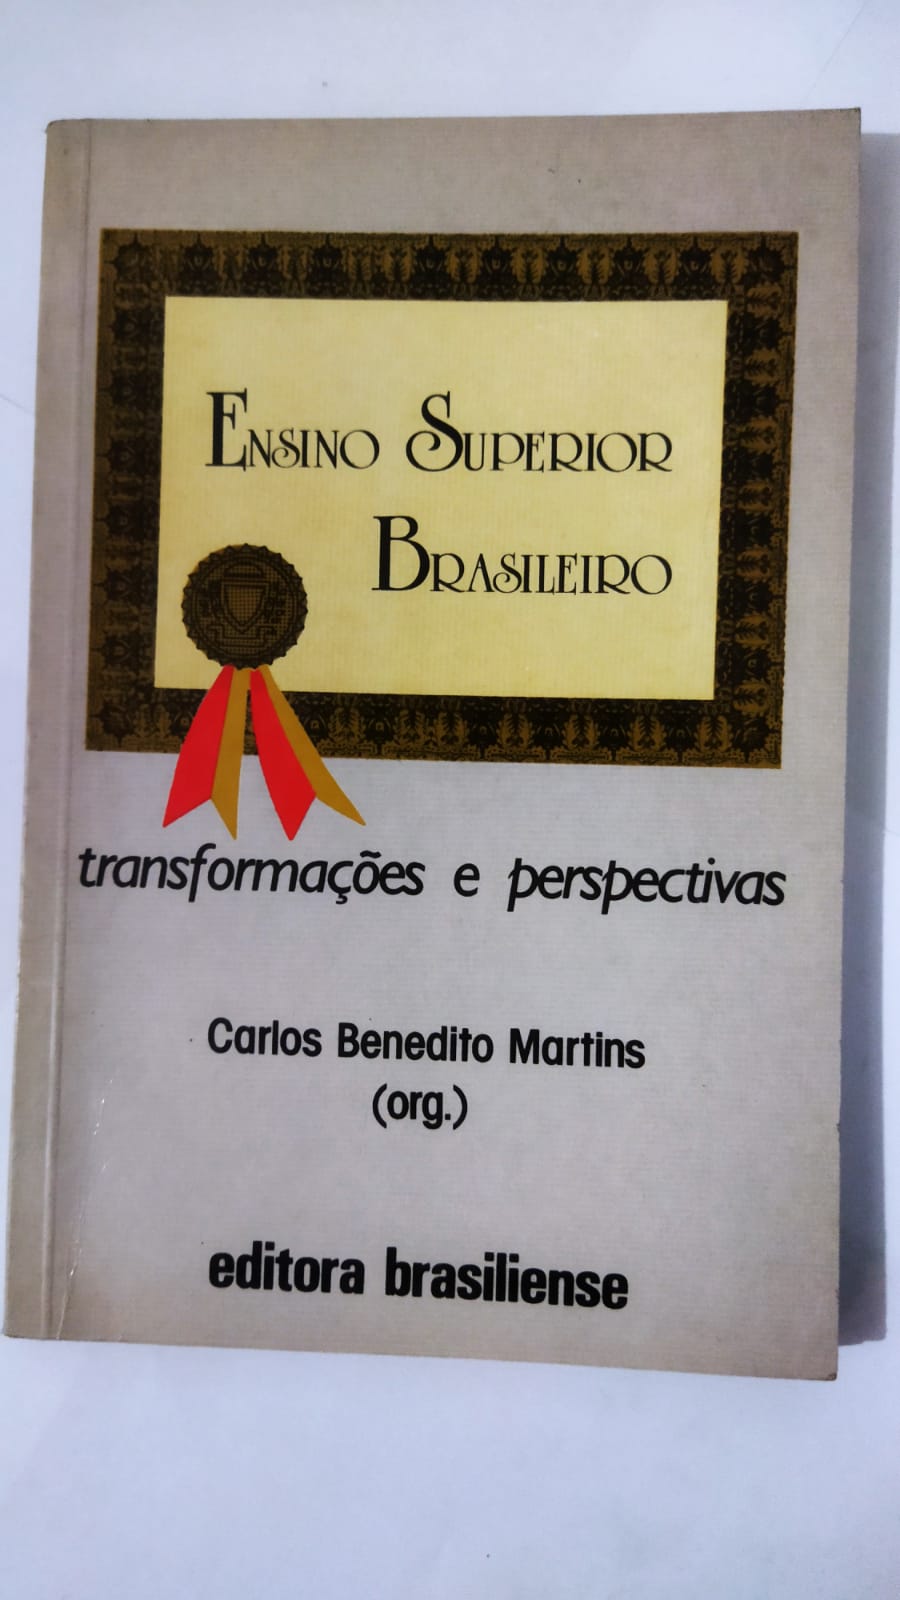 Ensino Superior
Brasileiro
transformações e perspectivas
Carlos Benedito Martins
(org.)
editora brasiliense